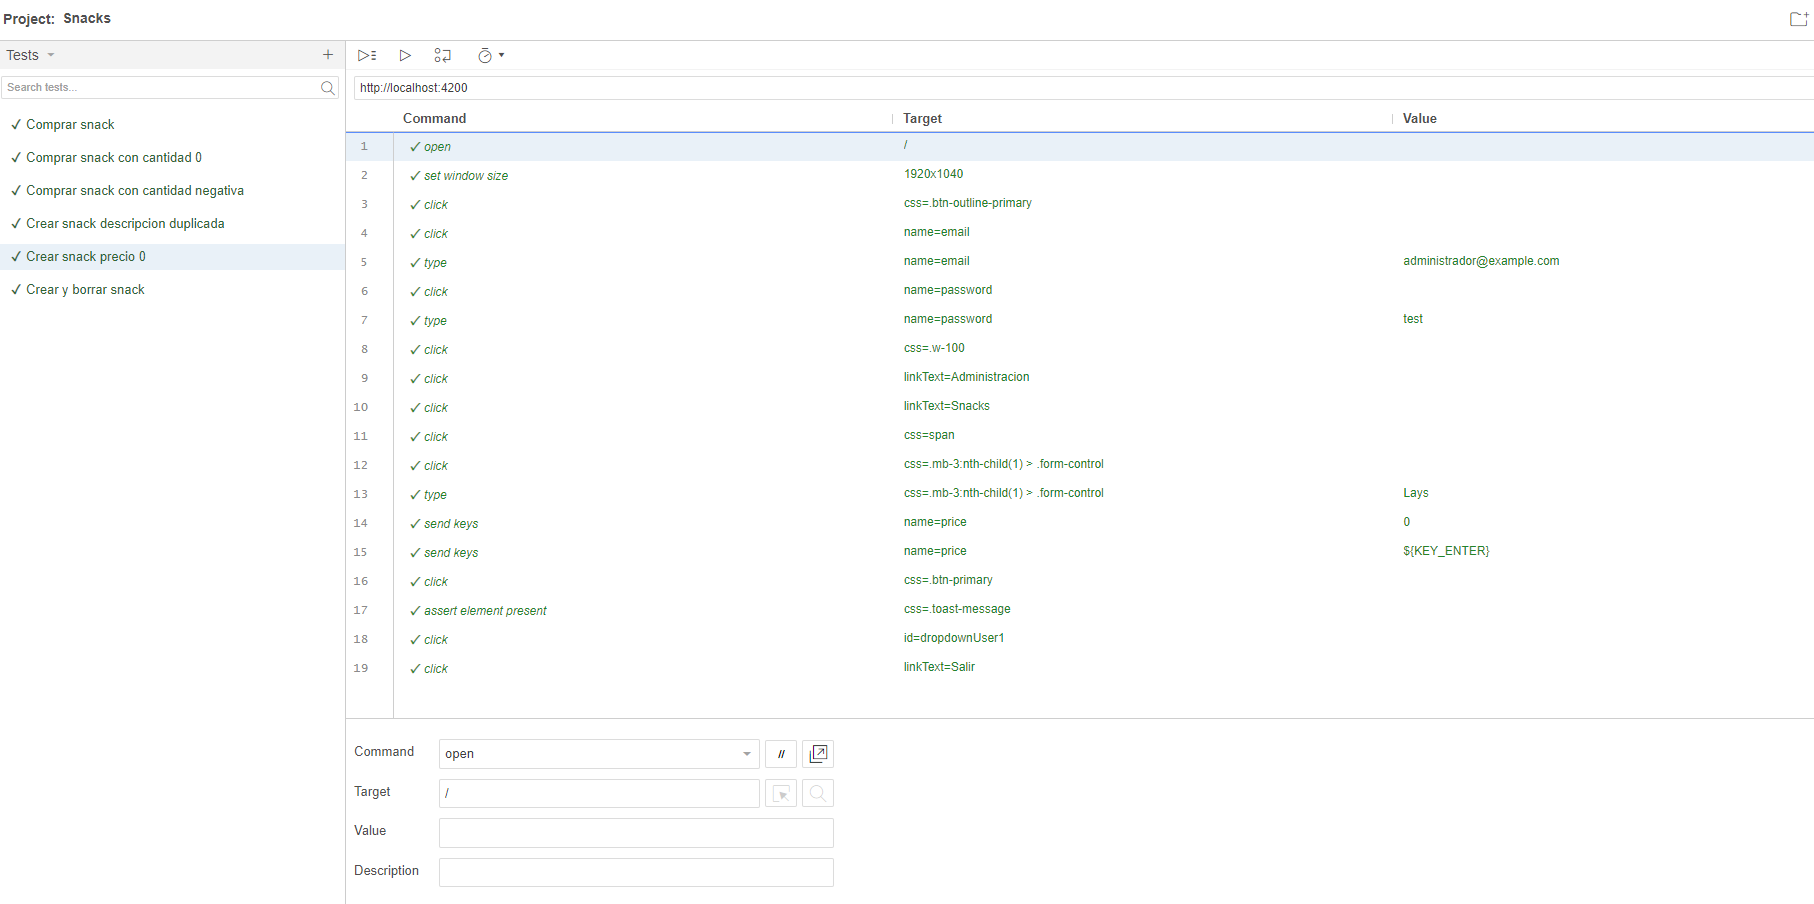 Project: Snacks
Tests
Search tests...
http://localhost:4200
Comprar snack
Comprar snack con cantidad 0
Comprar snack con cantidad negativa
Crear snack descripcion duplicada
Crear snack precio 0
Crear y borrar snack
Command Target Value
1 open /
2 set window size 1920x1040
3 click css=.btn-outline-primary
4 click name=email
5 type name=email administrador@example.com
6 click name=password
7 type name=password test
8 click css=.w-100
9 click linkText=Administracion
10 click linkText=Snacks
11 click css=span
12 click css=.mb-3:nth-child(1) > .form-control
13 type css=.mb-3:nth-child(1) > .form-control Lays
14 send keys name=price 0
15 send keys name=price ${KEY_ENTER}
16 click css=.btn-primary
17 assert element present css=.toast-message
18 click id=dropdownUser1
19 click linkText=Salir
Command open //
Target /
Value
Description